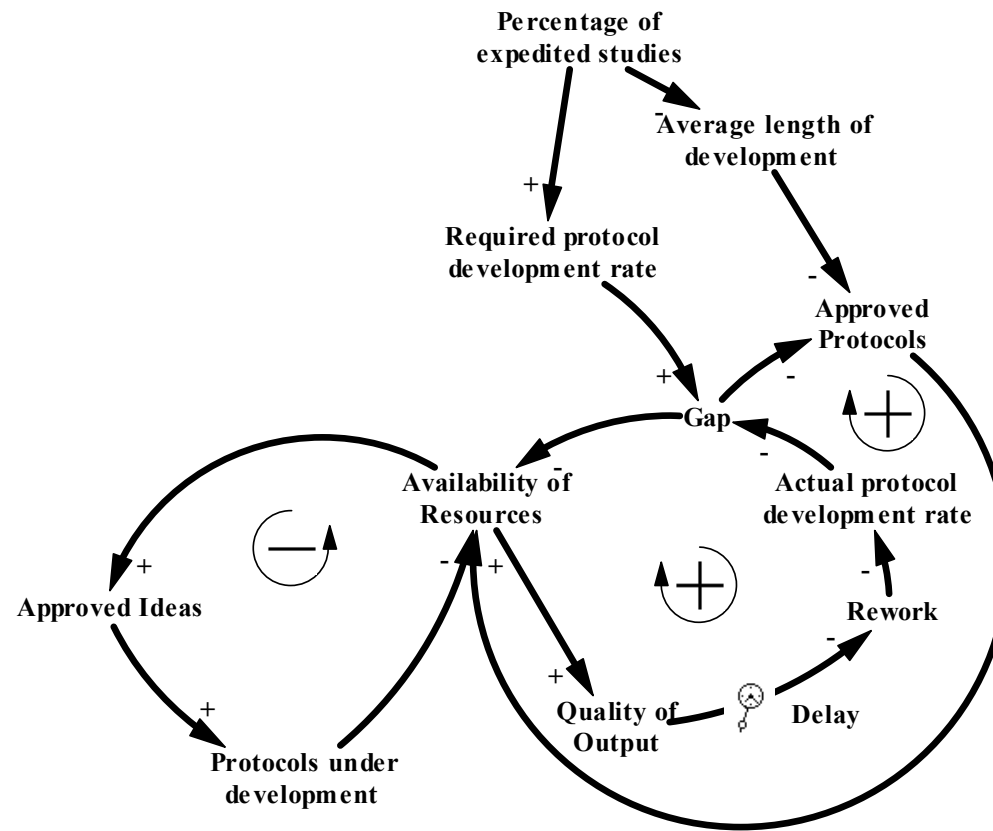 Percentage of
expedited studies
-
Average length of
development
+
Required protocol
development rate
-
Approved
Protocols
+
-
Gap
-
-
Availability of
Resources
Actual protocol
development rate
+
-
+
-
Approved Ideas
Rework
-
+
+
Quality of
Output
Delay
Protocols under
development